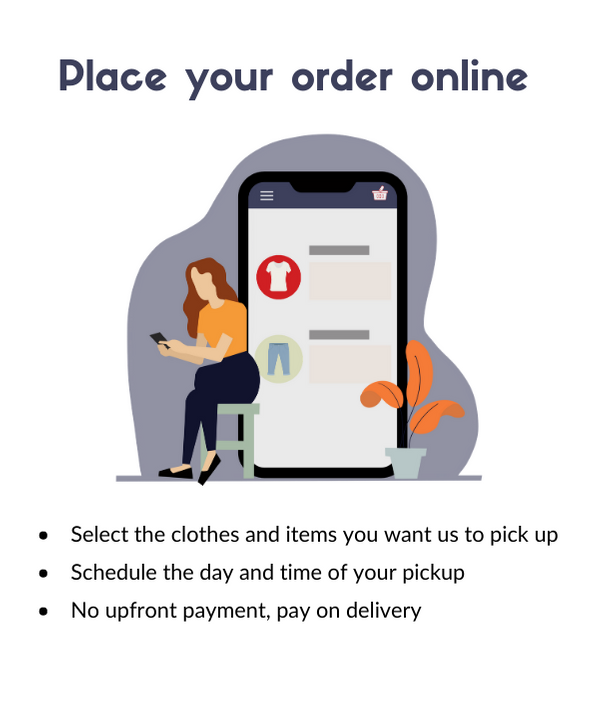 Place your order online
• Select the clothes and items you want us to pick up
• Schedule the day and time of your pickup
• No upfront payment, pay on delivery